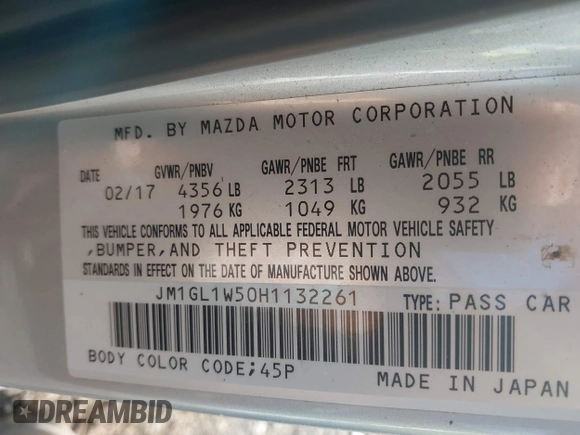 MFD. BY MAZDA MOTOR CORPORATION
DATE GVWR/PNBV GAWR/PNBE FRT GAWR/PNBE RR
02/17 4356 LB 2313 LB 2055 LB
1976 KG 1049 KG 932 KG
THIS VEHICLE CONFORMS TO ALL APPLICABLE FEDERAL MOTOR VEHICLE SAFETY
,BUMPER,AND THEFT PREVENTION
STANDARDS IN EFFECT ON THE DATE OF MANUFACTURE SHOWN ABOVE.
JM1GL1W50H1132261 TYPE: PASS CAR
BODY COLOR CODE;45P MADE IN JAPAN
DREAMBID